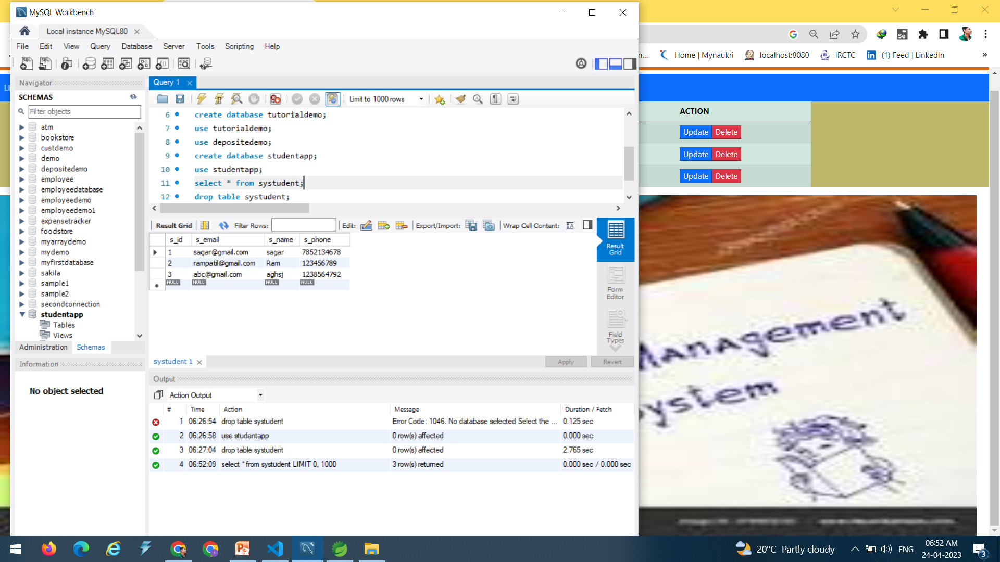 MySQL Workbench
Local instance MySQL80
File Edit View Query Database Server Tools Scripting Help
Navigator
SCHEMAS
Filter objects
atm
bookstore
custdemo
demo
depositedemo
employee
employeedatabase
employeedemo
employeedemo1
expensetracker
foodstore
myarraydemo
mydemo
myfirstdatabase
sakila
sample1
sample2
secondconnection
studentapp
Tables
Views
Administration Schemas
Information
No object selected
Query 1
Limit to 1000 rows
6 create database tutorialdemo;
7 use tutorialdemo;
8 use depositedemo;
9 create database studentapp;
10 use studentapp;
11 select * from systudent;
12 drop table systudent;
Result Grid Filter Rows: Edit: Export/Import: Wrap Cell Content:
s_id s_email s_name s_phone
1 sagar@gmail.com sagar 7852134678
2 rampatil@gmail.com Ram 123456789
3 abc@gmail.com aghsj 1238564792
NULL NULL NULL NULL
Result Grid
Form Editor
Field Types
systudent 1
Apply Revert
Output
Action Output
# Time Action Message Duration / Fetch
1 06:26:54 drop table systudent Error Code: 1046. No database selected Select the ... 0.125 sec
2 06:26:58 use studentapp 0 row(s) affected 0.000 sec
3 06:27:04 drop table systudent 0 row(s) affected 2.765 sec
4 06:52:09 select * from systudent LIMIT 0, 1000 3 row(s) returned 0.000 sec / 0.000 sec
Home | Mynaukri localhost:8080 IRCTC (1) Feed | LinkedIn »
ACTION
Update Delete
Update Delete
Update Delete
Management
System
20°C Partly cloudy
ENG
06:52 AM
24-04-2023
3